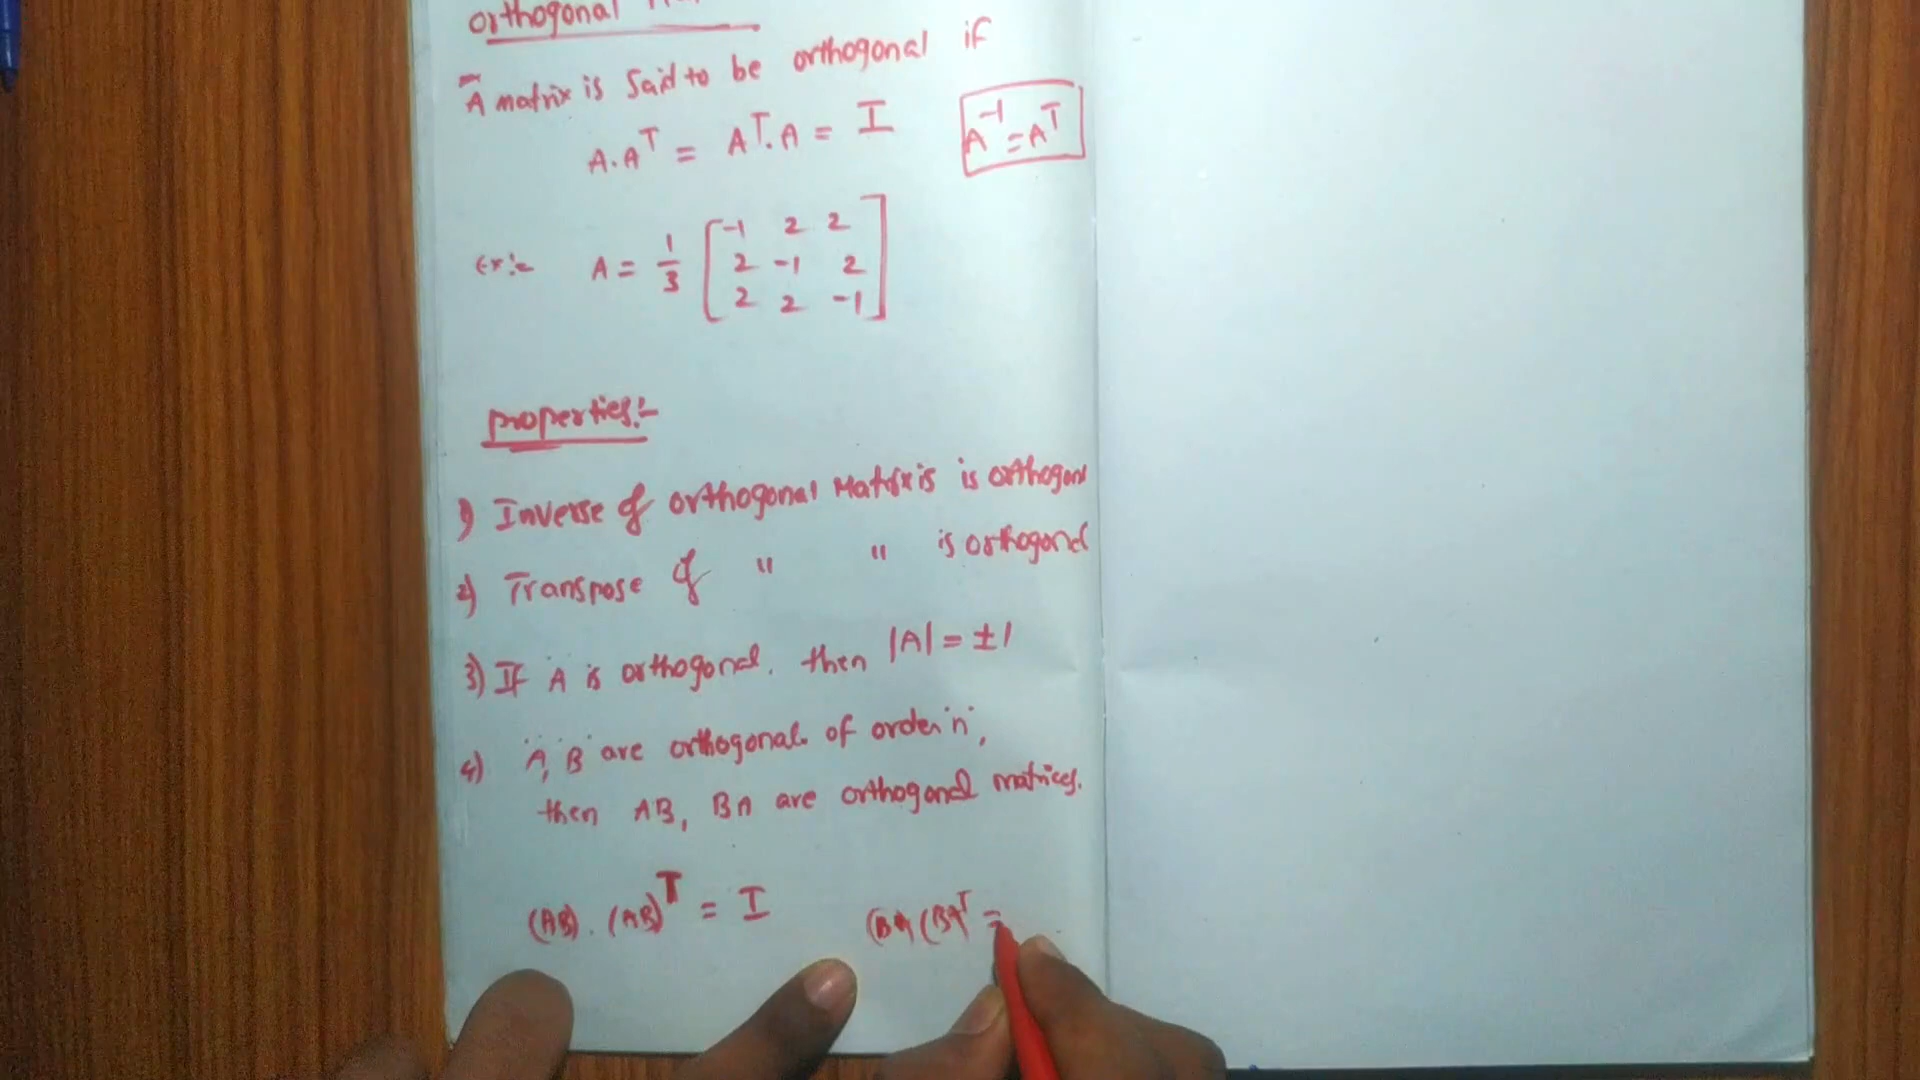 orthogonal
A matrix is said to be orthogonal if
A.A^T = A^T.A = I   A^-1 = A^T
Ex:- A = 1/3 [ -1 2 2
2 -1 2
2 2 -1 ]
properties:-
1) Inverse of orthogonal Matrix is is orthogonal
2) Transpose of " " is orthogonal
3) If A is orthogonal. then |A| = ±1
4) 'A, B' are orthogonal of order 'n',
then AB, BA are orthogonal matrices.
(AB).(AB)^T = I   (BA)(BA)^T =